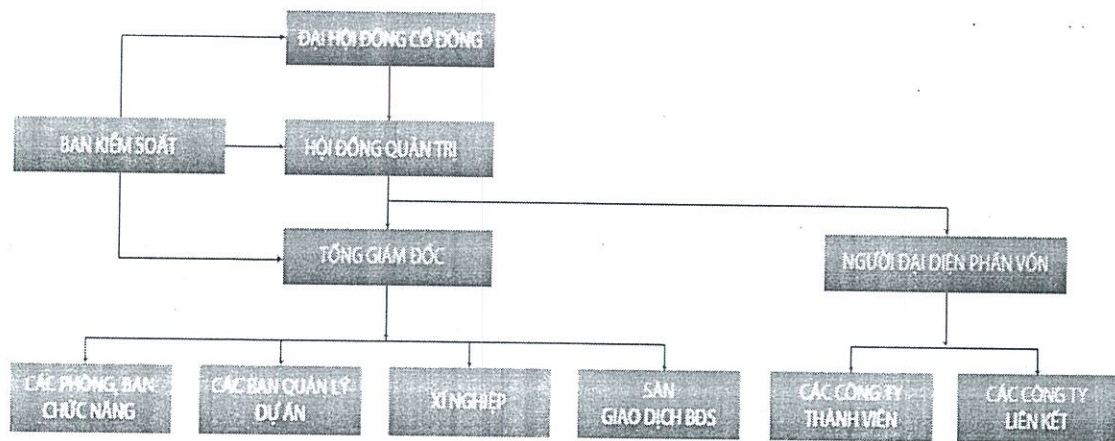 ĐẠI HỘI ĐỒNG CỔ ĐÔNG
BAN KIỂM SOÁT
HỘI ĐỒNG QUẢN TRỊ
TỔNG GIÁM ĐỐC
NGƯỜI ĐẠI DIỆN PHẦN VỐN
CÁC PHÒNG, BAN
CHỨC NĂNG
CÁC BAN QUẢN LÝ
DỰ ÁN
XÍ NGHIỆP
SÀN
GIAO DỊCH BĐS
CÁC CÔNG TY
THÀNH VIÊN
CÁC CÔNG TY
LIÊN KẾT